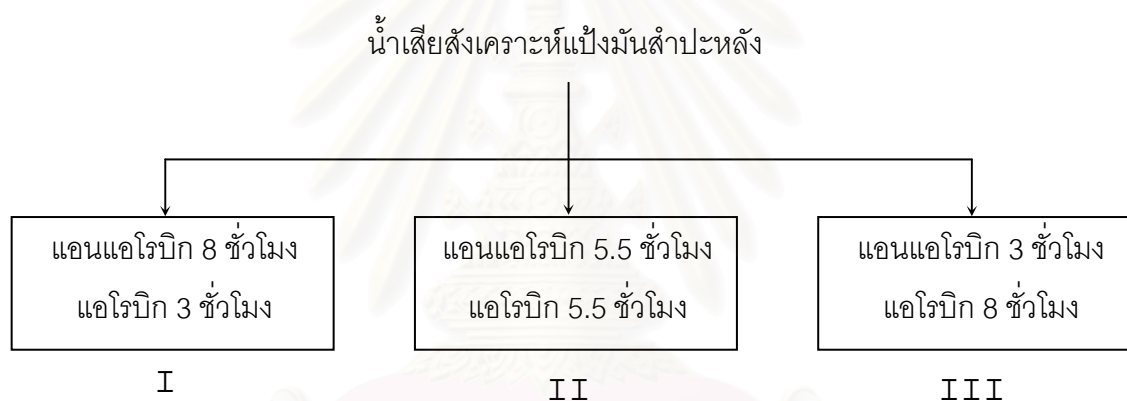 น้ำเสียสังเคราะห์แป้งมันสำปะหลัง
แอนแอโรบิก 8 ชั่วโมง
แอโรบิก 3 ชั่วโมง
I
แอนแอโรบิก 5.5 ชั่วโมง
แอโรบิก 5.5 ชั่วโมง
II
แอนแอโรบิก 3 ชั่วโมง
แอโรบิก 8 ชั่วโมง
III